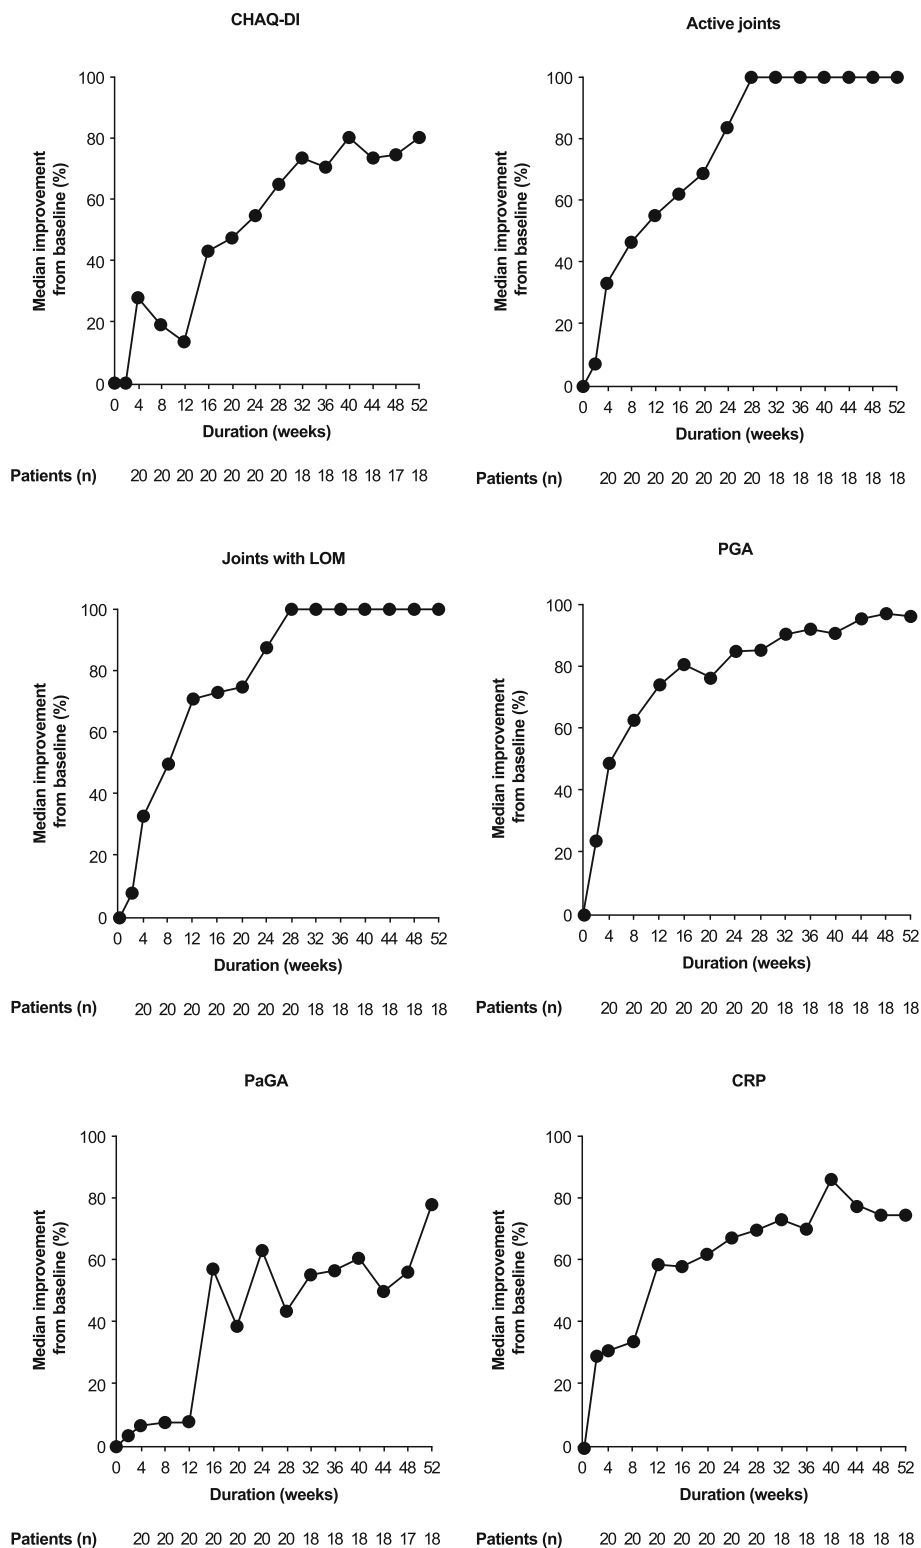 CHAQ-DI
Median improvement
from baseline (%)
100
80
60
40
20
0
0 4 8 12 16 20 24 28 32 36 40 44 48 52
Duration (weeks)
Patients (n) 20 20 20 20 20 20 20 18 18 18 18 17 18
Active joints
Median improvement
from baseline (%)
100
80
60
40
20
0
0 4 8 12 16 20 24 28 32 36 40 44 48 52
Duration (weeks)
Patients (n) 20 20 20 20 20 20 20 18 18 18 18 18 18
Joints with LOM
Median improvement
from baseline (%)
100
80
60
40
20
0
0 4 8 12 16 20 24 28 32 36 40 44 48 52
Duration (weeks)
Patients (n) 20 20 20 20 20 20 20 18 18 18 18 18 18
PGA
Median improvement
from baseline (%)
100
80
60
40
20
0
0 4 8 12 16 20 24 28 32 36 40 44 48 52
Duration (weeks)
Patients (n) 20 20 20 20 20 20 20 18 18 18 18 18 18
PaGA
Median improvement
from baseline (%)
100
80
60
40
20
0
0 4 8 12 16 20 24 28 32 36 40 44 48 52
Duration (weeks)
Patients (n) 20 20 20 20 20 20 20 18 18 18 18 17 18
CRP
Median improvement
from baseline (%)
100
80
60
40
20
0
0 4 8 12 16 20 24 28 32 36 40 44 48 52
Duration (weeks)
Patients (n) 20 20 20 20 20 20 20 18 18 18 18 18 18